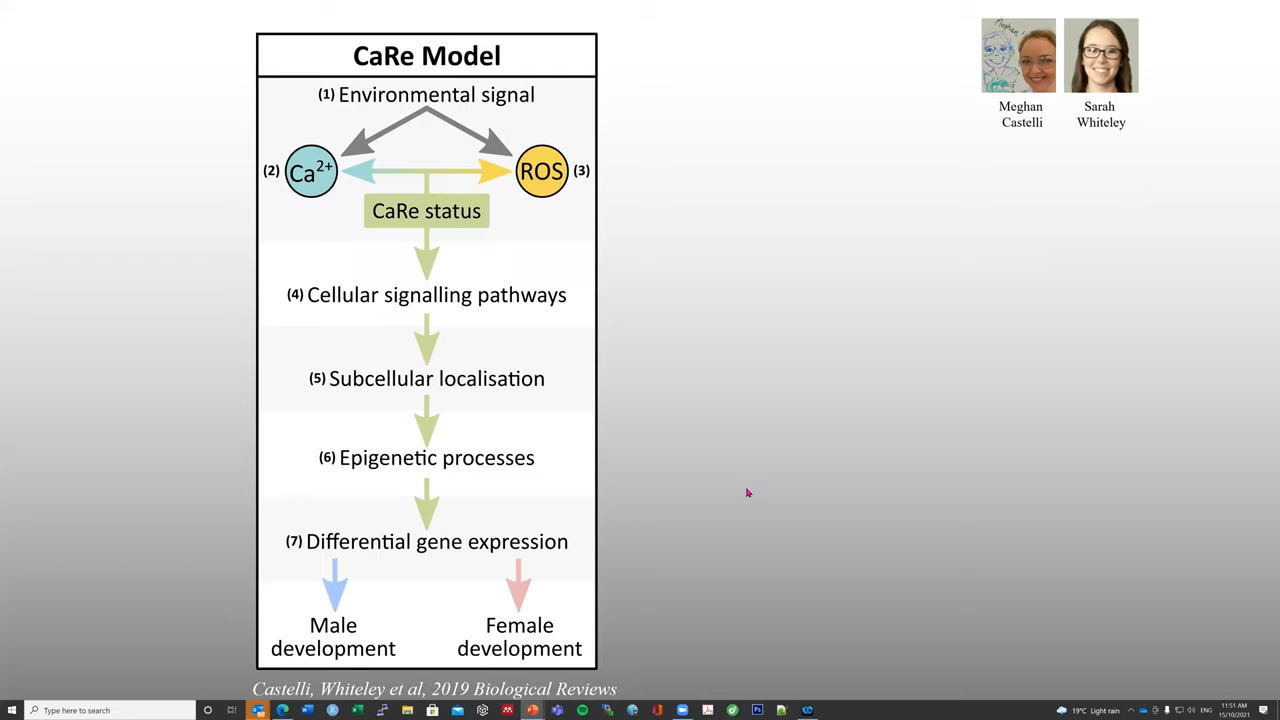 CaRe Model
(1) Environmental signal
(2) Ca2+
ROS (3)
CaRe status
(4) Cellular signalling pathways
(5) Subcellular localisation
(6) Epigenetic processes
(7) Differential gene expression
Male
development
Female
development
Castelli, Whiteley et al, 2019 Biological Reviews
Meghan!
Meghan
Castelli
Sarah
Whiteley
Type here to search
19°C Light rain
ENG
11:51 AM
15/10/2021